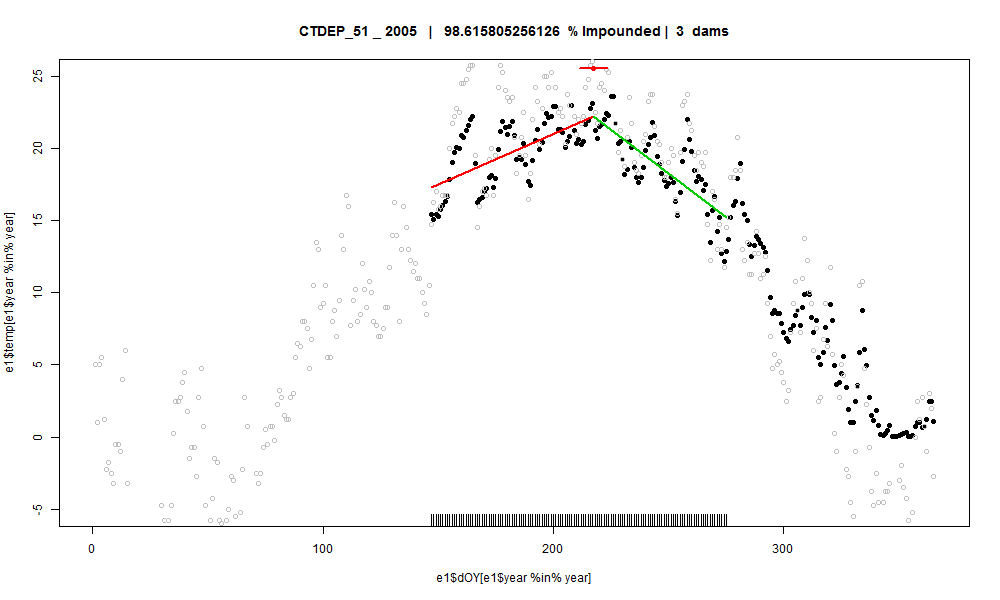 CTDEP_51 _ 2005 | 98.615805256126 % Impounded | 3 dams
e1$temp[e1$year %in% year]
25
20
15
10
5
0
-5
0 100 200 300
e1$dOY[e1$year %in% year]